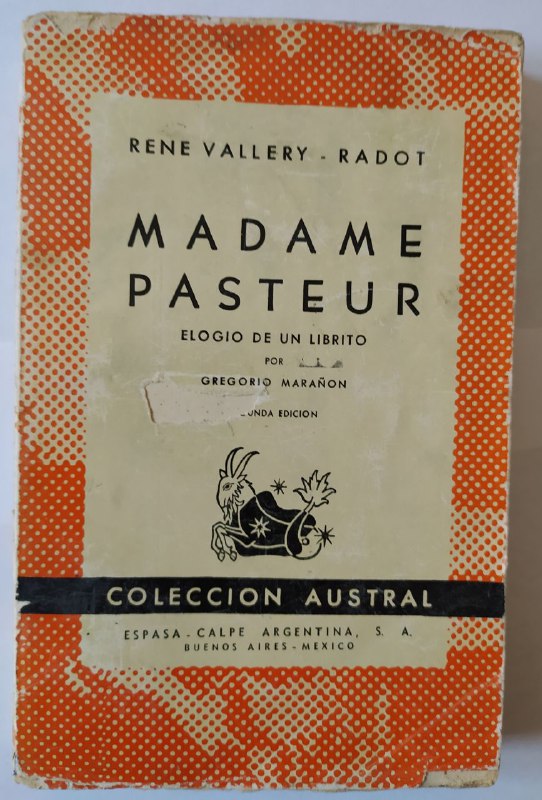 RENE VALLERY - RADOT
MADAME
PASTEUR
ELOGIO DE UN LIBRITO
POR
GREGORIO MARAÑON
EDICION
COLECCION AUSTRAL
ESPASA - CALPE ARGENTINA, S. A.
BUENOS AIRES - MEXICO